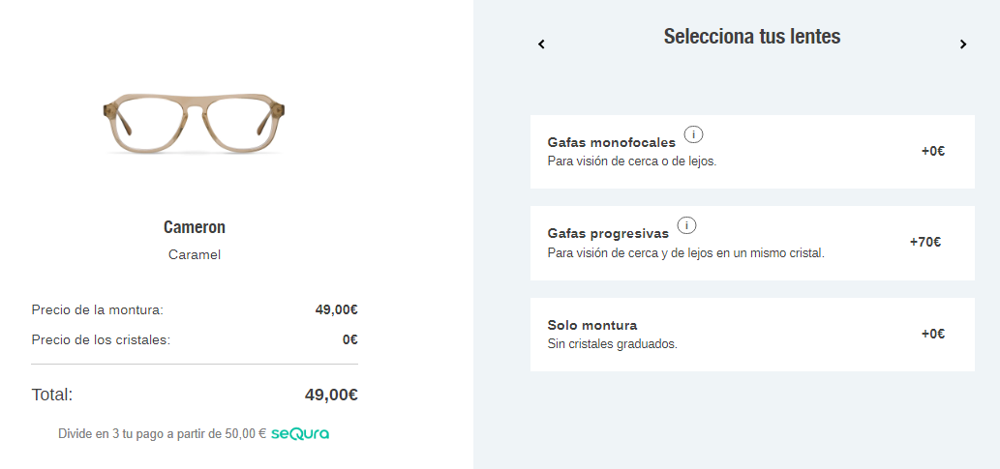 Cameron
Caramel
Precio de la montura: 49,00€
Precio de los cristales: 0€
Total: 49,00€
Divide en 3 tu pago a partir de 50,00 € seQura
Selecciona tus lentes
Gafas monofocales i
Para visión de cerca o de lejos.
+0€
Gafas progresivas i
Para visión de cerca y de lejos en un mismo cristal.
+70€
Solo montura
Sin cristales graduados.
+0€